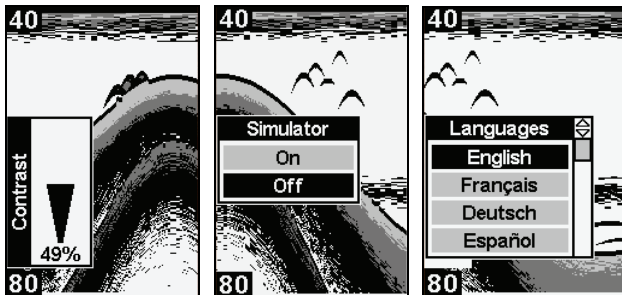 40
Contrast
49%
80
40
Simulator
On
Off
80
40
Languages
English
Français
Deutsch
Español
80